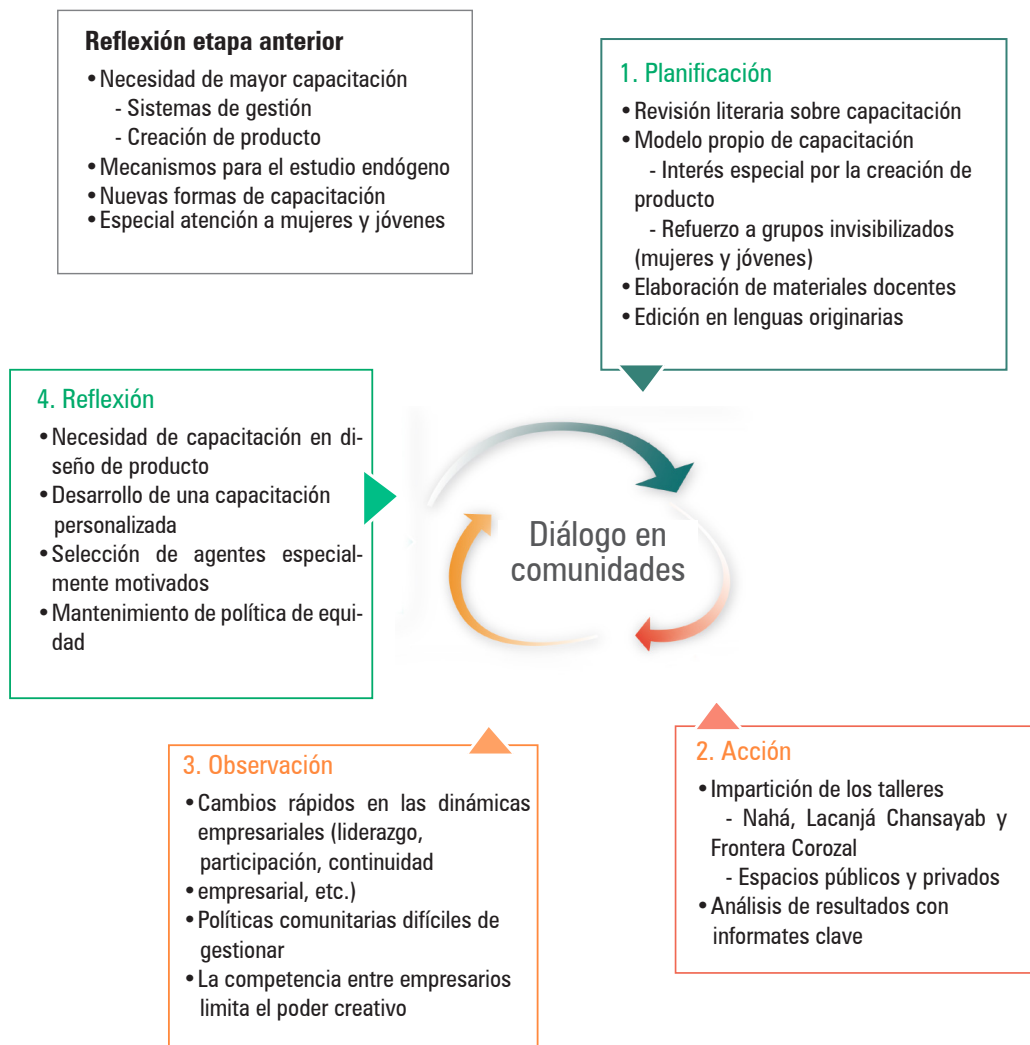 Reflexión etapa anterior
• Necesidad de mayor capacitación
- Sistemas de gestión
- Creación de producto
• Mecanismos para el estudio endógeno
• Nuevas formas de capacitación
• Especial atención a mujeres y jóvenes
1. Planificación
• Revisión literaria sobre capacitación
• Modelo propio de capacitación
- Interés especial por la creación de
producto
- Refuerzo a grupos invisibilizados
(mujeres y jóvenes)
• Elaboración de materiales docentes
• Edición en lenguas originarias
4. Reflexión
• Necesidad de capacitación en di-
seño de producto
• Desarrollo de una capacitación
personalizada
• Selección de agentes especial-
mente motivados
• Mantenimiento de política de equi-
dad
Diálogo en
comunidades
3. Observación
• Cambios rápidos en las dinámicas
empresariales (liderazgo,
participación, continuidad
• empresarial, etc.)
• Políticas comunitarias difíciles de
gestionar
• La competencia entre empresarios
limita el poder creativo
2. Acción
• Impartición de los talleres
- Nahá, Lacanjá Chansayab y
Frontera Corozal
- Espacios públicos y privados
• Análisis de resultados con
informates clave